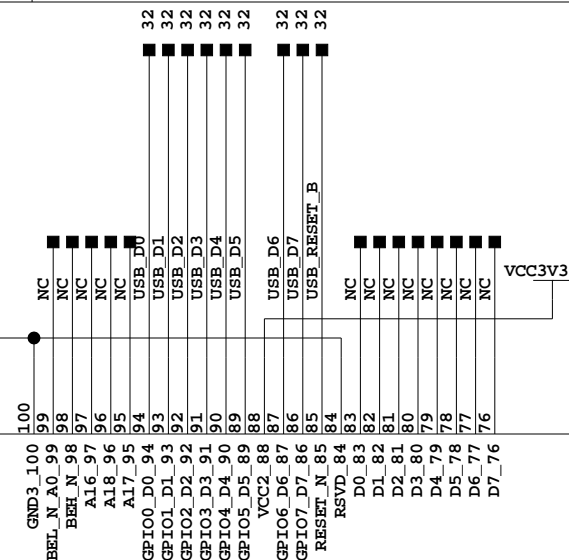 32
32
32
32
32
32
32
32
32
NC
NC
NC
NC
NC
USB_D0
USB_D1
USB_D2
USB_D3
USB_D4
USB_D5
USB_D6
USB_D7
USB_RESET_B
NC
NC
NC
NC
NC
NC
NC
NC
VCC3V3
100
99
98
97
96
95
94
93
92
91
90
89
88
87
86
85
84
83
82
81
80
79
78
77
76
GND3_100
BEL_N_A0_99
BEH_N_98
A16_97
A18_96
A17_95
GPIO0_D0_94
GPIO1_D1_93
GPIO2_D2_92
GPIO3_D3_91
GPIO4_D4_90
GPIO5_D5_89
VCC2_88
GPIO6_D6_87
GPIO7_D7_86
RESET_N_85
RSVD_84
D0_83
D1_82
D2_81
D3_80
D4_79
D5_78
D6_77
D7_76